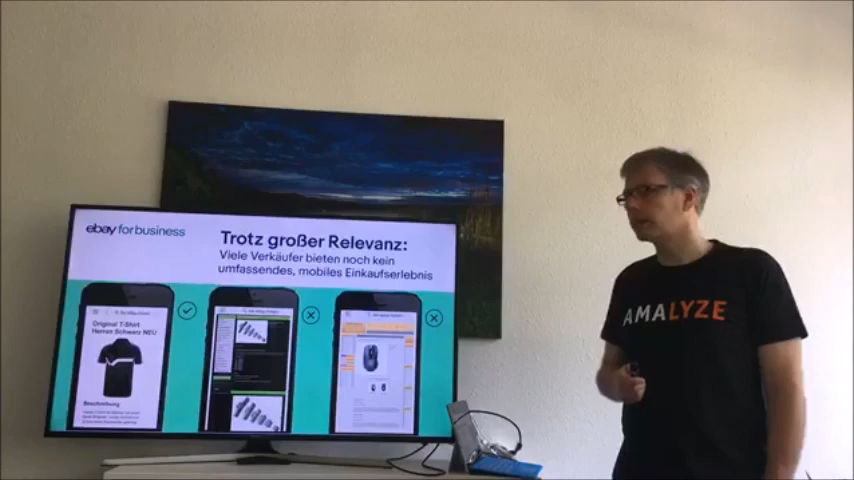 ebay for business
Trotz großer Relevanz:
Viele Verkäufer bieten noch kein
umfassendes, mobiles Einkaufserlebnis
Original T-Shirt
Herren Schwarz NEU
Beschreibung
AMALYZE